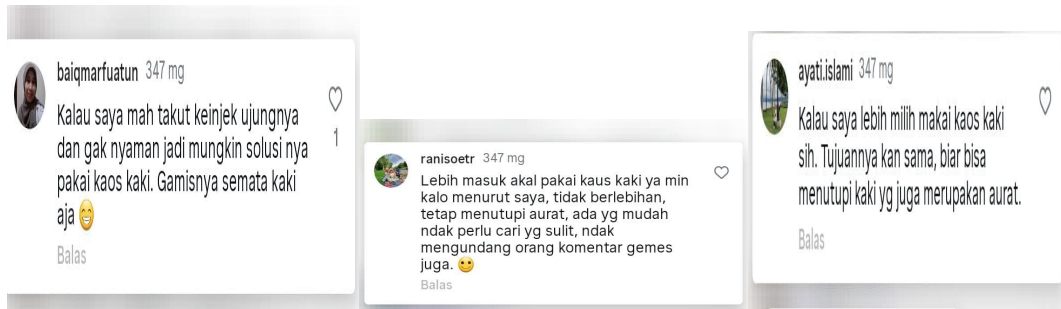 baiqmarfuatun 347 mg
Kalau saya mah takut keinjek ujungnya
dan gak nyaman jadi mungkin solusi nya
pakai kaos kaki. Gamisnya semata kaki
aja 😁
1
Balas
ranisoetr 347 mg
Lebih masuk akal pakai kaus kaki ya min
kalo menurut saya, tidak berlebihan,
tetap menutupi aurat, ada yg mudah
ndak perlu cari yg sulit, ndak
mengundang orang komentar gemes
juga. 🙂
Balas
ayati.islami 347 mg
Kalau saya lebih milih makai kaos kaki
sih. Tujuannya kan sama, biar bisa
menutupi kaki yg juga merupakan aurat.
Balas